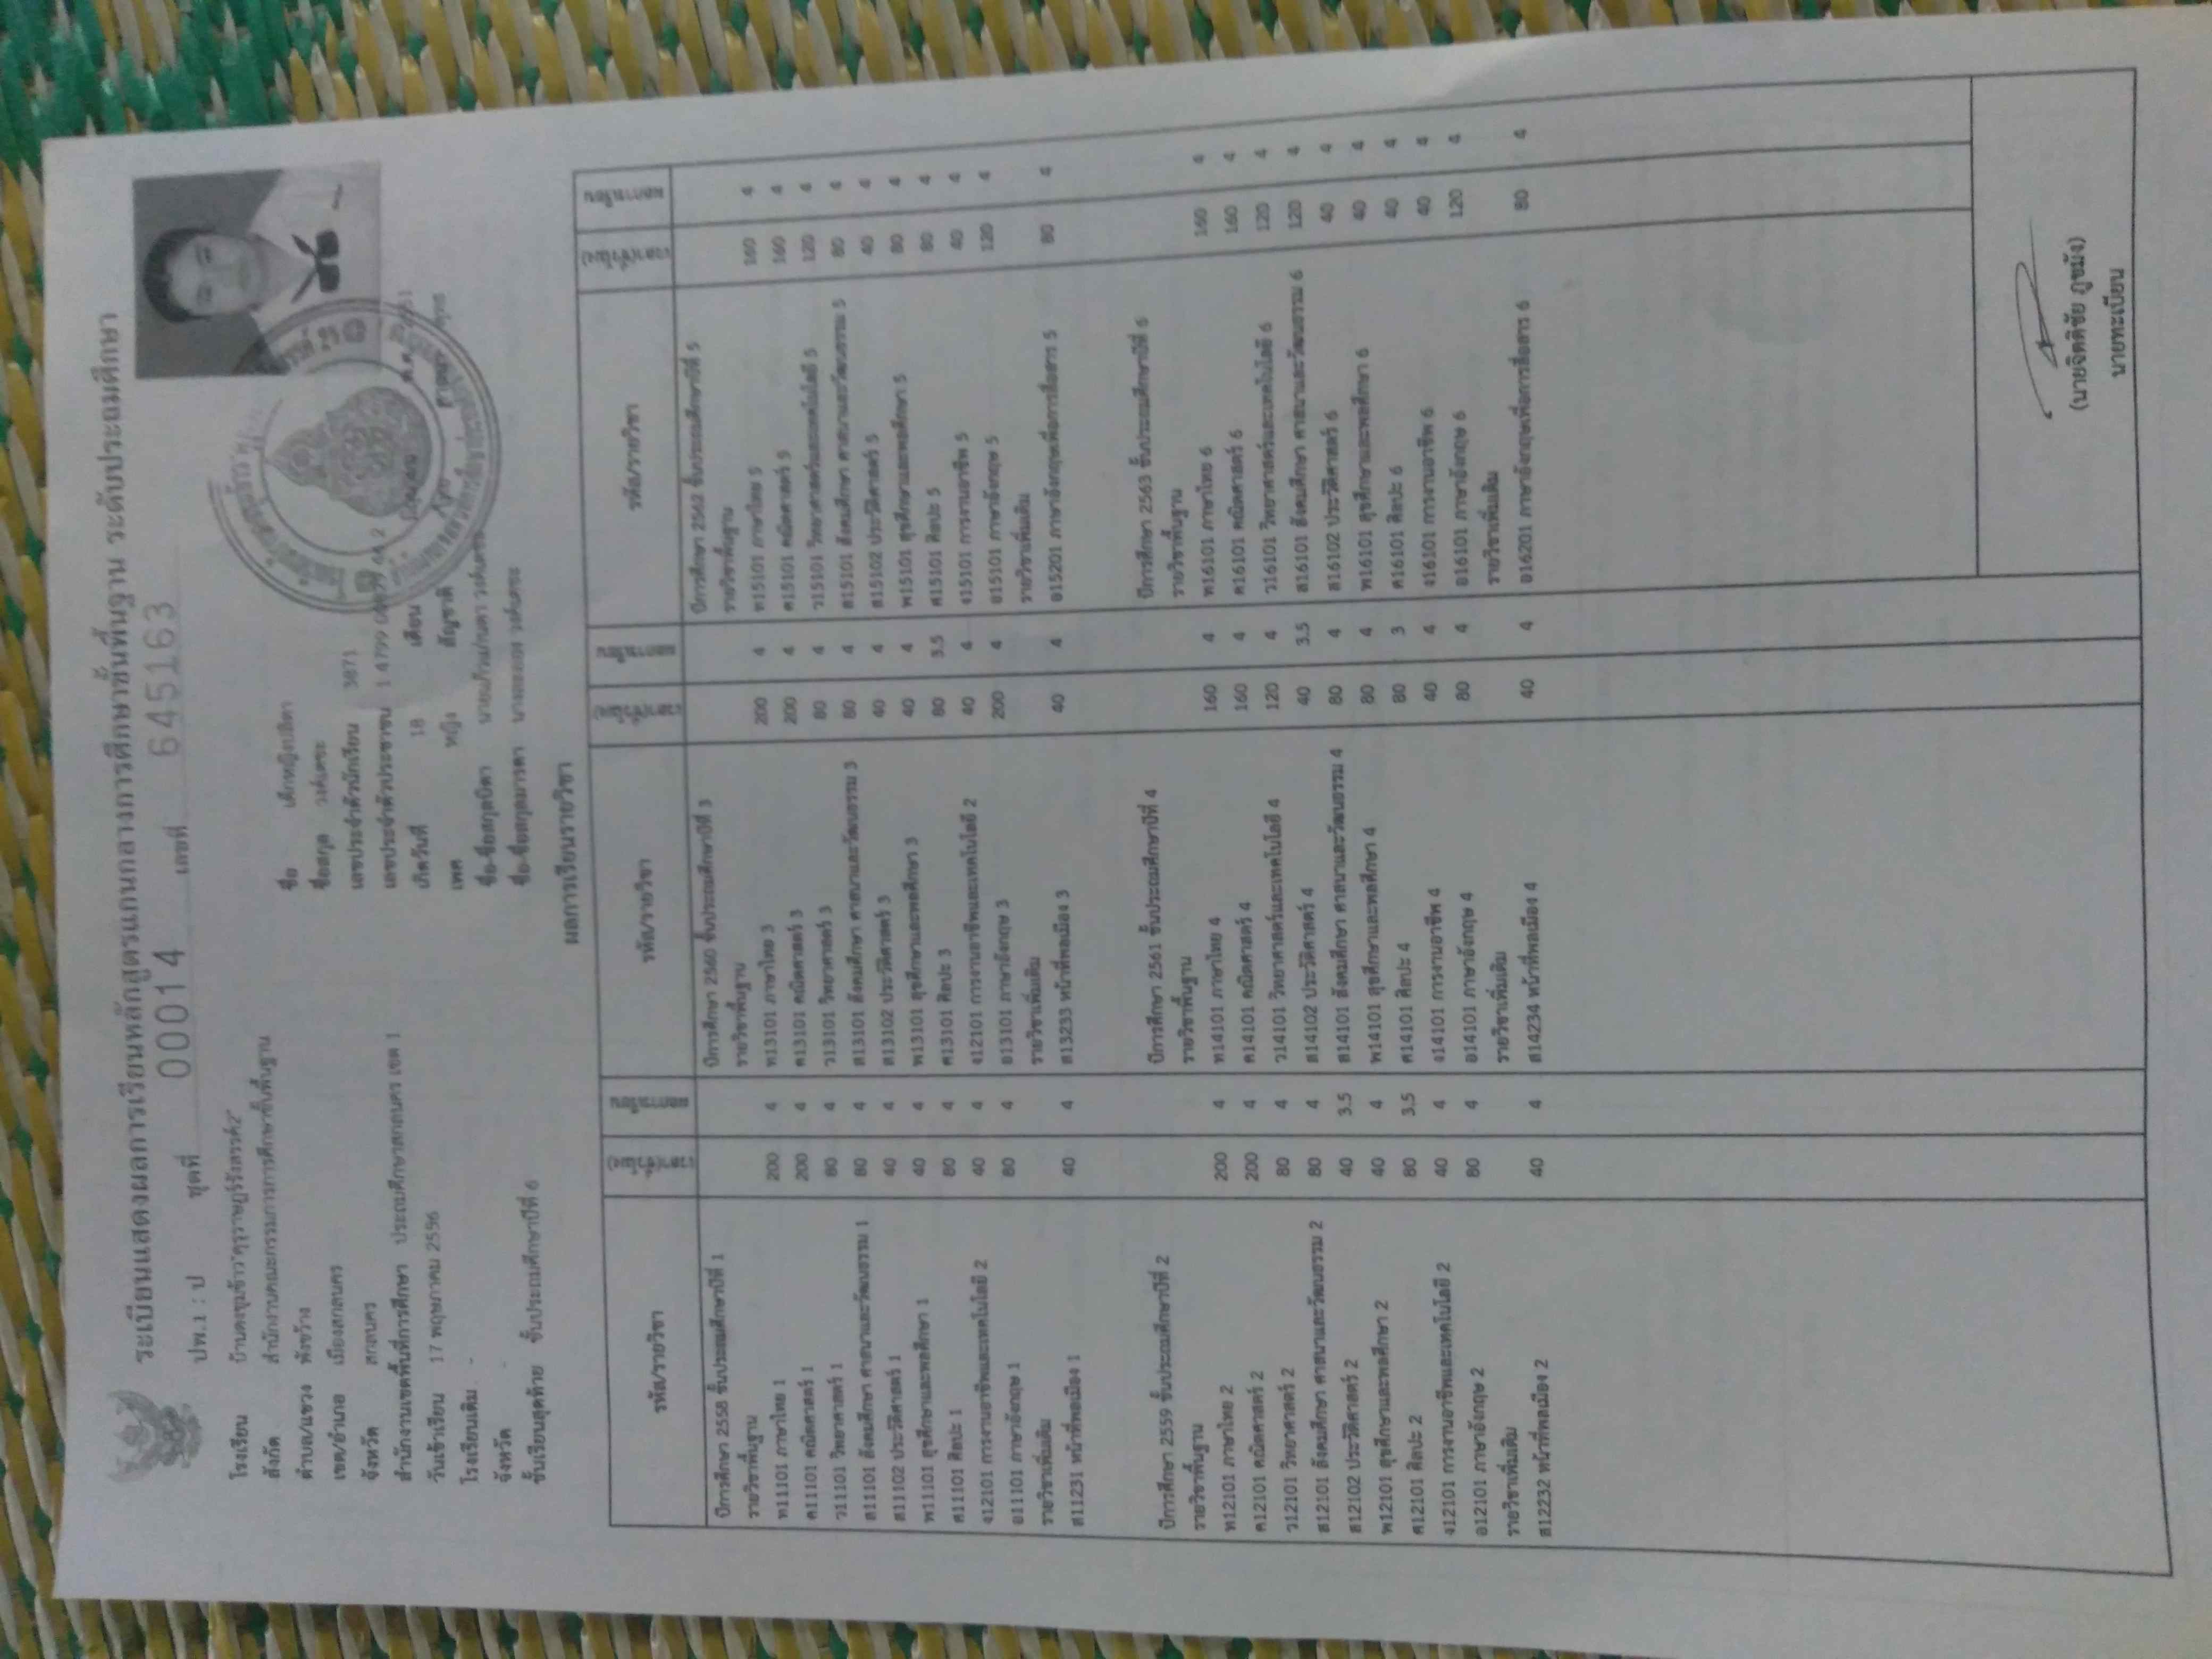 ระเบียนแสดงผลการเรียนหลักสูตรแกนกลางการศึกษาขั้นพื้นฐาน ระดับประถมศึกษา
ปพ.1 : ป ชุดที่ 00014 เลขที่ 645163
โรงเรียน
สังกัด สำนักงานคณะกรรมการการศึกษาขั้นพื้นฐาน
ตำบล/แขวง พังขว้าง
เขต/อำเภอ เมืองสกลนคร
จังหวัด สกลนคร
สำนักงานเขตพื้นที่การศึกษา ประถมศึกษาสกลนคร เขต 1
วันเข้าเรียน 17 พฤษภาคม 2556
โรงเรียนเดิม -
จังหวัด -
ชั้นเรียนสุดท้าย ชั้นประถมศึกษาปีที่ 6
ชื่อ
ชื่อสกุล
เลขประจำตัวนักเรียน 3871
เลขประจำตัวประชาชน
เกิดวันที่ 18 เดือน
เพศ หญิง สัญชาติ
ชื่อ-ชื่อสกุลบิดา
ชื่อ-ชื่อสกุลมารดา
ผลการเรียนรายวิชา
รหัส/รายวิชา
ปีการศึกษา 2558 ชั้นประถมศึกษาปีที่ 1
รายวิชาพื้นฐาน
ท11101 ภาษาไทย 1 200 4
ค11101 คณิตศาสตร์ 1 200 4
ว11101 วิทยาศาสตร์ 1 80 4
ส11101 สังคมศึกษา ศาสนาและวัฒนธรรม 1 80 4
ส11102 ประวัติศาสตร์ 1 40 4
พ11101 สุขศึกษาและพลศึกษา 1 40 4
ศ11101 ศิลปะ 1 80 4
ง12101 การงานอาชีพและเทคโนโลยี 2 40 4
อ11101 ภาษาอังกฤษ 1 80 4
รายวิชาเพิ่มเติม
ส11231 หน้าที่พลเมือง 1 40 4
ปีการศึกษา 2559 ชั้นประถมศึกษาปีที่ 2
รายวิชาพื้นฐาน
ท12101 ภาษาไทย 2 200 4
ค12101 คณิตศาสตร์ 2 200 4
ว12101 วิทยาศาสตร์ 2 80 4
ส12101 สังคมศึกษา ศาสนาและวัฒนธรรม 2 80 4
ส12102 ประวัติศาสตร์ 2 40 3.5
พ12101 สุขศึกษาและพลศึกษา 2 40 4
ศ12101 ศิลปะ 2 80 3.5
ง12101 การงานอาชีพและเทคโนโลยี 2 40 4
อ12101 ภาษาอังกฤษ 2 80 4
รายวิชาเพิ่มเติม
ส12232 หน้าที่พลเมือง 2 40 4
รหัส/รายวิชา
ปีการศึกษา 2560 ชั้นประถมศึกษาปีที่ 3
รายวิชาพื้นฐาน
ท13101 ภาษาไทย 3 200 4
ค13101 คณิตศาสตร์ 3 200 4
ว13101 วิทยาศาสตร์ 3 80 4
ส13101 สังคมศึกษา ศาสนาและวัฒนธรรม 3 80 4
ส13102 ประวัติศาสตร์ 3 40 4
พ13101 สุขศึกษาและพลศึกษา 3 40 4
ศ13101 ศิลปะ 3 80 3.5
ง12101 การงานอาชีพและเทคโนโลยี 2 40 4
อ13101 ภาษาอังกฤษ 3 200 4
รายวิชาเพิ่มเติม
ส13233 หน้าที่พลเมือง 3 40 4
ปีการศึกษา 2561 ชั้นประถมศึกษาปีที่ 4
รายวิชาพื้นฐาน
ท14101 ภาษาไทย 4 160 4
ค14101 คณิตศาสตร์ 4 160 4
ว14101 วิทยาศาสตร์และเทคโนโลยี 4 120 4
ส14102 ประวัติศาสตร์ 4 40 3.5
ส14101 สังคมศึกษา ศาสนาและวัฒนธรรม 4 80 4
พ14101 สุขศึกษาและพลศึกษา 4 80 4
ศ14101 ศิลปะ 4 80 3
ง14101 การงานอาชีพ 4 40 4
อ14101 ภาษาอังกฤษ 4 80 4
รายวิชาเพิ่มเติม
ส14234 หน้าที่พลเมือง 4 40 4
รหัส/รายวิชา
ปีการศึกษา 2562 ชั้นประถมศึกษาปีที่ 5
รายวิชาพื้นฐาน
ท15101 ภาษาไทย 5 160 4
ค15101 คณิตศาสตร์ 5 160 4
ว15101 วิทยาศาสตร์และเทคโนโลยี 5 120 4
ส15101 สังคมศึกษา ศาสนาและวัฒนธรรม 5 80 4
ส15102 ประวัติศาสตร์ 5 40 4
พ15101 สุขศึกษาและพลศึกษา 5 80 4
ศ15101 ศิลปะ 5 80 4
ง15101 การงานอาชีพ 5 40 4
อ15101 ภาษาอังกฤษ 5 120 4
รายวิชาเพิ่มเติม
อ15201 ภาษาอังกฤษเพื่อการสื่อสาร 5 80 4
ปีการศึกษา 2563 ชั้นประถมศึกษาปีที่ 6
รายวิชาพื้นฐาน
ท16101 ภาษาไทย 6 160 4
ค16101 คณิตศาสตร์ 6 160 4
ว16101 วิทยาศาสตร์และเทคโนโลยี 6 120 4
ส16101 สังคมศึกษา ศาสนาและวัฒนธรรม 6 120 4
ส16102 ประวัติศาสตร์ 6 40 4
พ16101 สุขศึกษาและพลศึกษา 6 40 4
ศ16101 ศิลปะ 6 40 4
ง16101 การงานอาชีพ 6 40 4
อ16101 ภาษาอังกฤษ 6 120 4
รายวิชาเพิ่มเติม
อ16201 ภาษาอังกฤษเพื่อการสื่อสาร 6 80 4
(นายจิตติชัย ภูขมัง)
นายทะเบียน